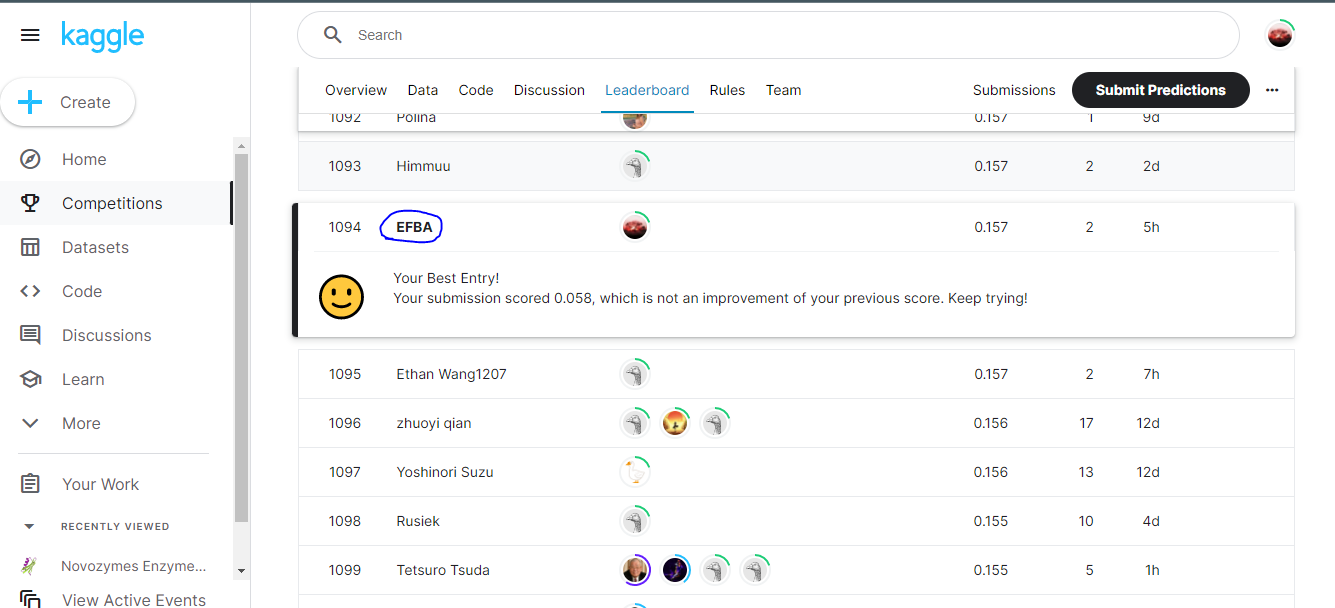 kaggle
Search
Create
Home
Competitions
Datasets
Code
Discussions
Learn
More
Your Work
RECENTLY VIEWED
Novozymes Enzyme...
View Active Events
Overview Data Code Discussion Leaderboard Rules Team Submissions Submit Predictions ...
1092 Polina 0.157 1 9d
1093 Himmuu 0.157 2 2d
1094 EFBA 0.157 2 5h
Your Best Entry!
Your submission scored 0.058, which is not an improvement of your previous score. Keep trying!
1095 Ethan Wang1207 0.157 2 7h
1096 zhuoyi qian 0.156 17 12d
1097 Yoshinori Suzu 0.156 13 12d
1098 Rusiek 0.155 10 4d
1099 Tetsuro Tsuda 0.155 5 1h